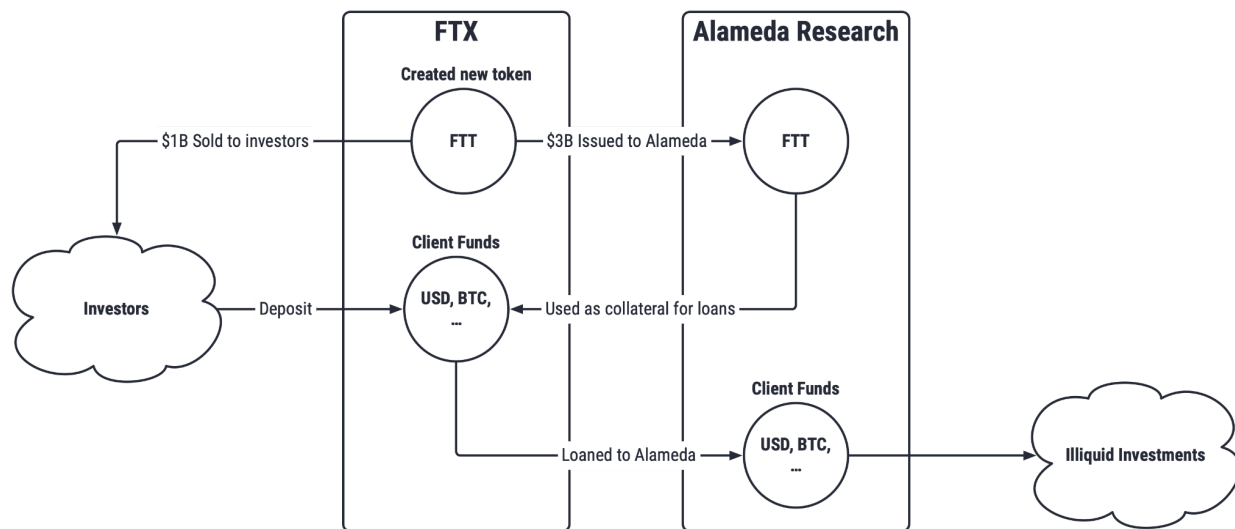 FTX
Alameda Research
Created new token
FTT
FTT
$1B Sold to investors
$3B Issued to Alameda
Client Funds
USD, BTC,
...
Investors
Deposit
Used as collateral for loans
Client Funds
USD, BTC,
...
Loaned to Alameda
Illiquid Investments